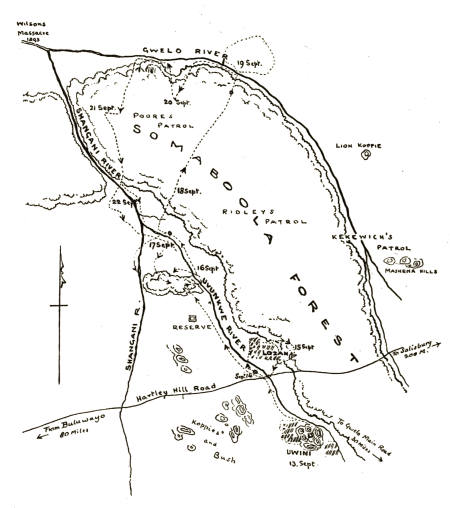 Wilsons
Massacre
1893
GWELO RIVER
19 Sept.
20 Sept.
21 Sept.
POORE'S
PATROL
SHANGANI RIVER
SOMABOOLA FOREST
LION KOPPIE
18 Sept.
RIDLEY'S
PATROL
22 Sept
KEKEWICH'S
PATROL
MASHENA HILLS
17 Sept.
16 Sept
UVUNKWE RIVER
RESERVE
SHANGANI R.
15 Sept
LOZAN
To Salisbury
200 M.
Hartley Hill Road
From Buluwayo
80 Miles
Koppies
and
Bush
To Gwelo Main Road
UWINI
13. Sept.